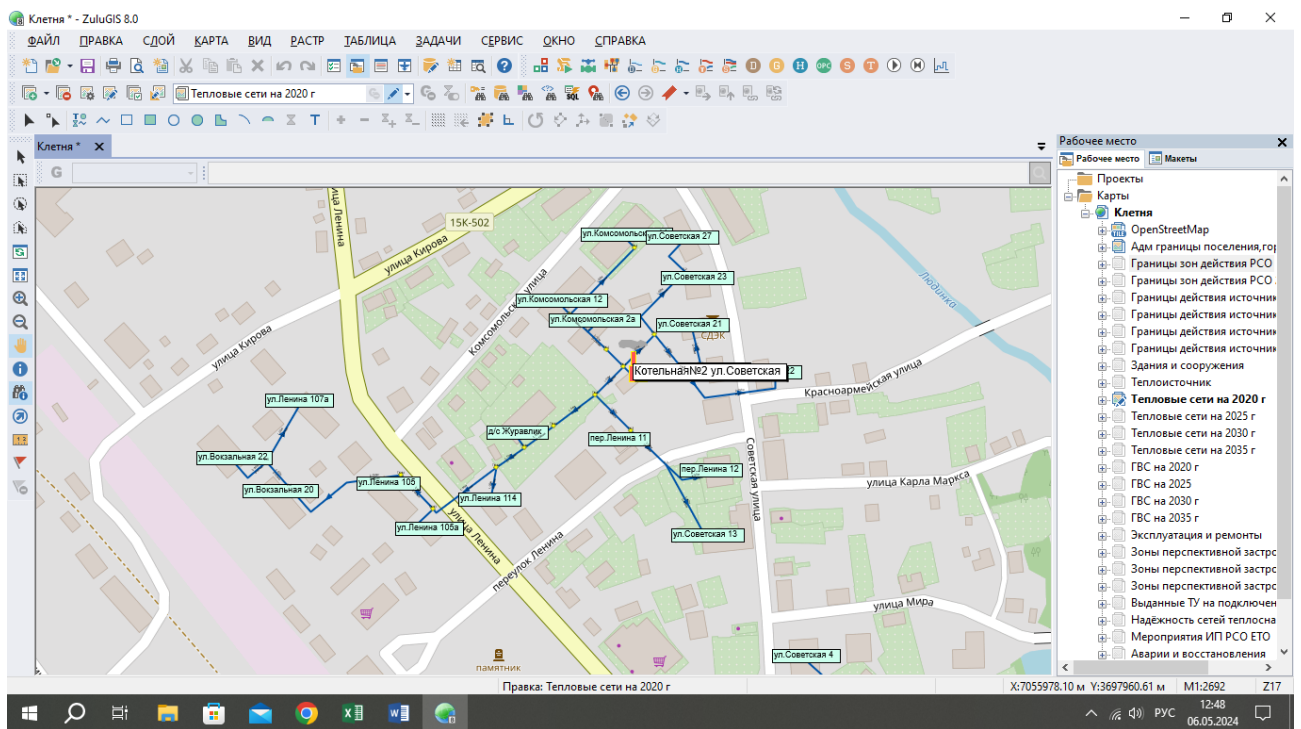 Клетня * - ZuluGIS 8.0
ФАЙЛ ПРАВКА СЛОЙ КАРТА ВИД РАСТР ТАБЛИЦА ЗАДАЧИ СЕРВИС ОКНО СПРАВКА
Тепловые сети на 2020 г
Клетня *
Рабочее место
Рабочее место Макеты
Проекты
Карты
Клетня
OpenStreetMap
Адм границы поселения,гор
Границы зон действия РСО
Границы зон действия РСО
Границы действия источник
Границы действия источник
Границы действия источник
Границы действия источник
Здания и сооружения
Теплоисточник
Тепловые сети на 2020 г
Тепловые сети на 2025 г
Тепловые сети на 2030 г
Тепловые сети на 2035 г
ГВС на 2020 г
ГВС на 2025
ГВС на 2030 г
ГВС на 2035 г
Эксплуатация и ремонты
Зоны перспективной застрс
Зоны перспективной застрс
Зоны перспективной застрс
Выданные ТУ на подключен
Надёжность сетей теплосна
Мероприятия ИП РСО ЕТО
Аварии и восстановления
15К-502
ица Ленина
улица Кирова
ул.Советская 27
Людинка
ул.Советская 23
Комсомольская улица
ул.Комсомольская 12
ул.Комсомольская 2а
ул.Советская 21
СДЭК
улица Кирова
Котельная№2 ул.Советская
Красноармейская улица
ул.Ленина 107а
д/с Журавлик
пер.Ленина 11
Советская улица
ул.Вокзальная 22
пер.Ленина 12
улица Карла Маркса
ул.Ленина 105
ул.Вокзальная 20
ул.Ленина 114
ул.Ленина 105а
улица Ленина
ул.Советская 13
переулок Ленина
улица Мира
памятник
ул.Советская 4
Правка: Тепловые сети на 2020 г
X:7055978.10 м Y:3697960.61 м М1:2692 Z17
РУС
12:48
06.05.2024